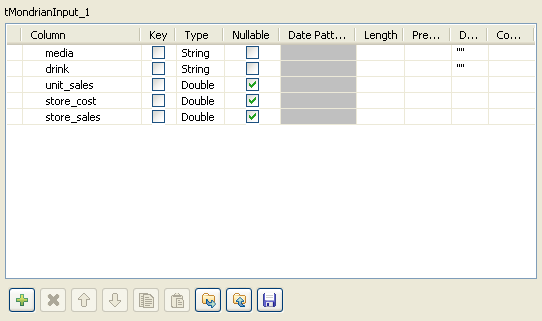 tMondrianInput_1
Column Key Type Nullable Date Patt... Length Pre... D... Co...
media String ""
drink String ""
unit_sales Double
store_cost Double
store_sales Double